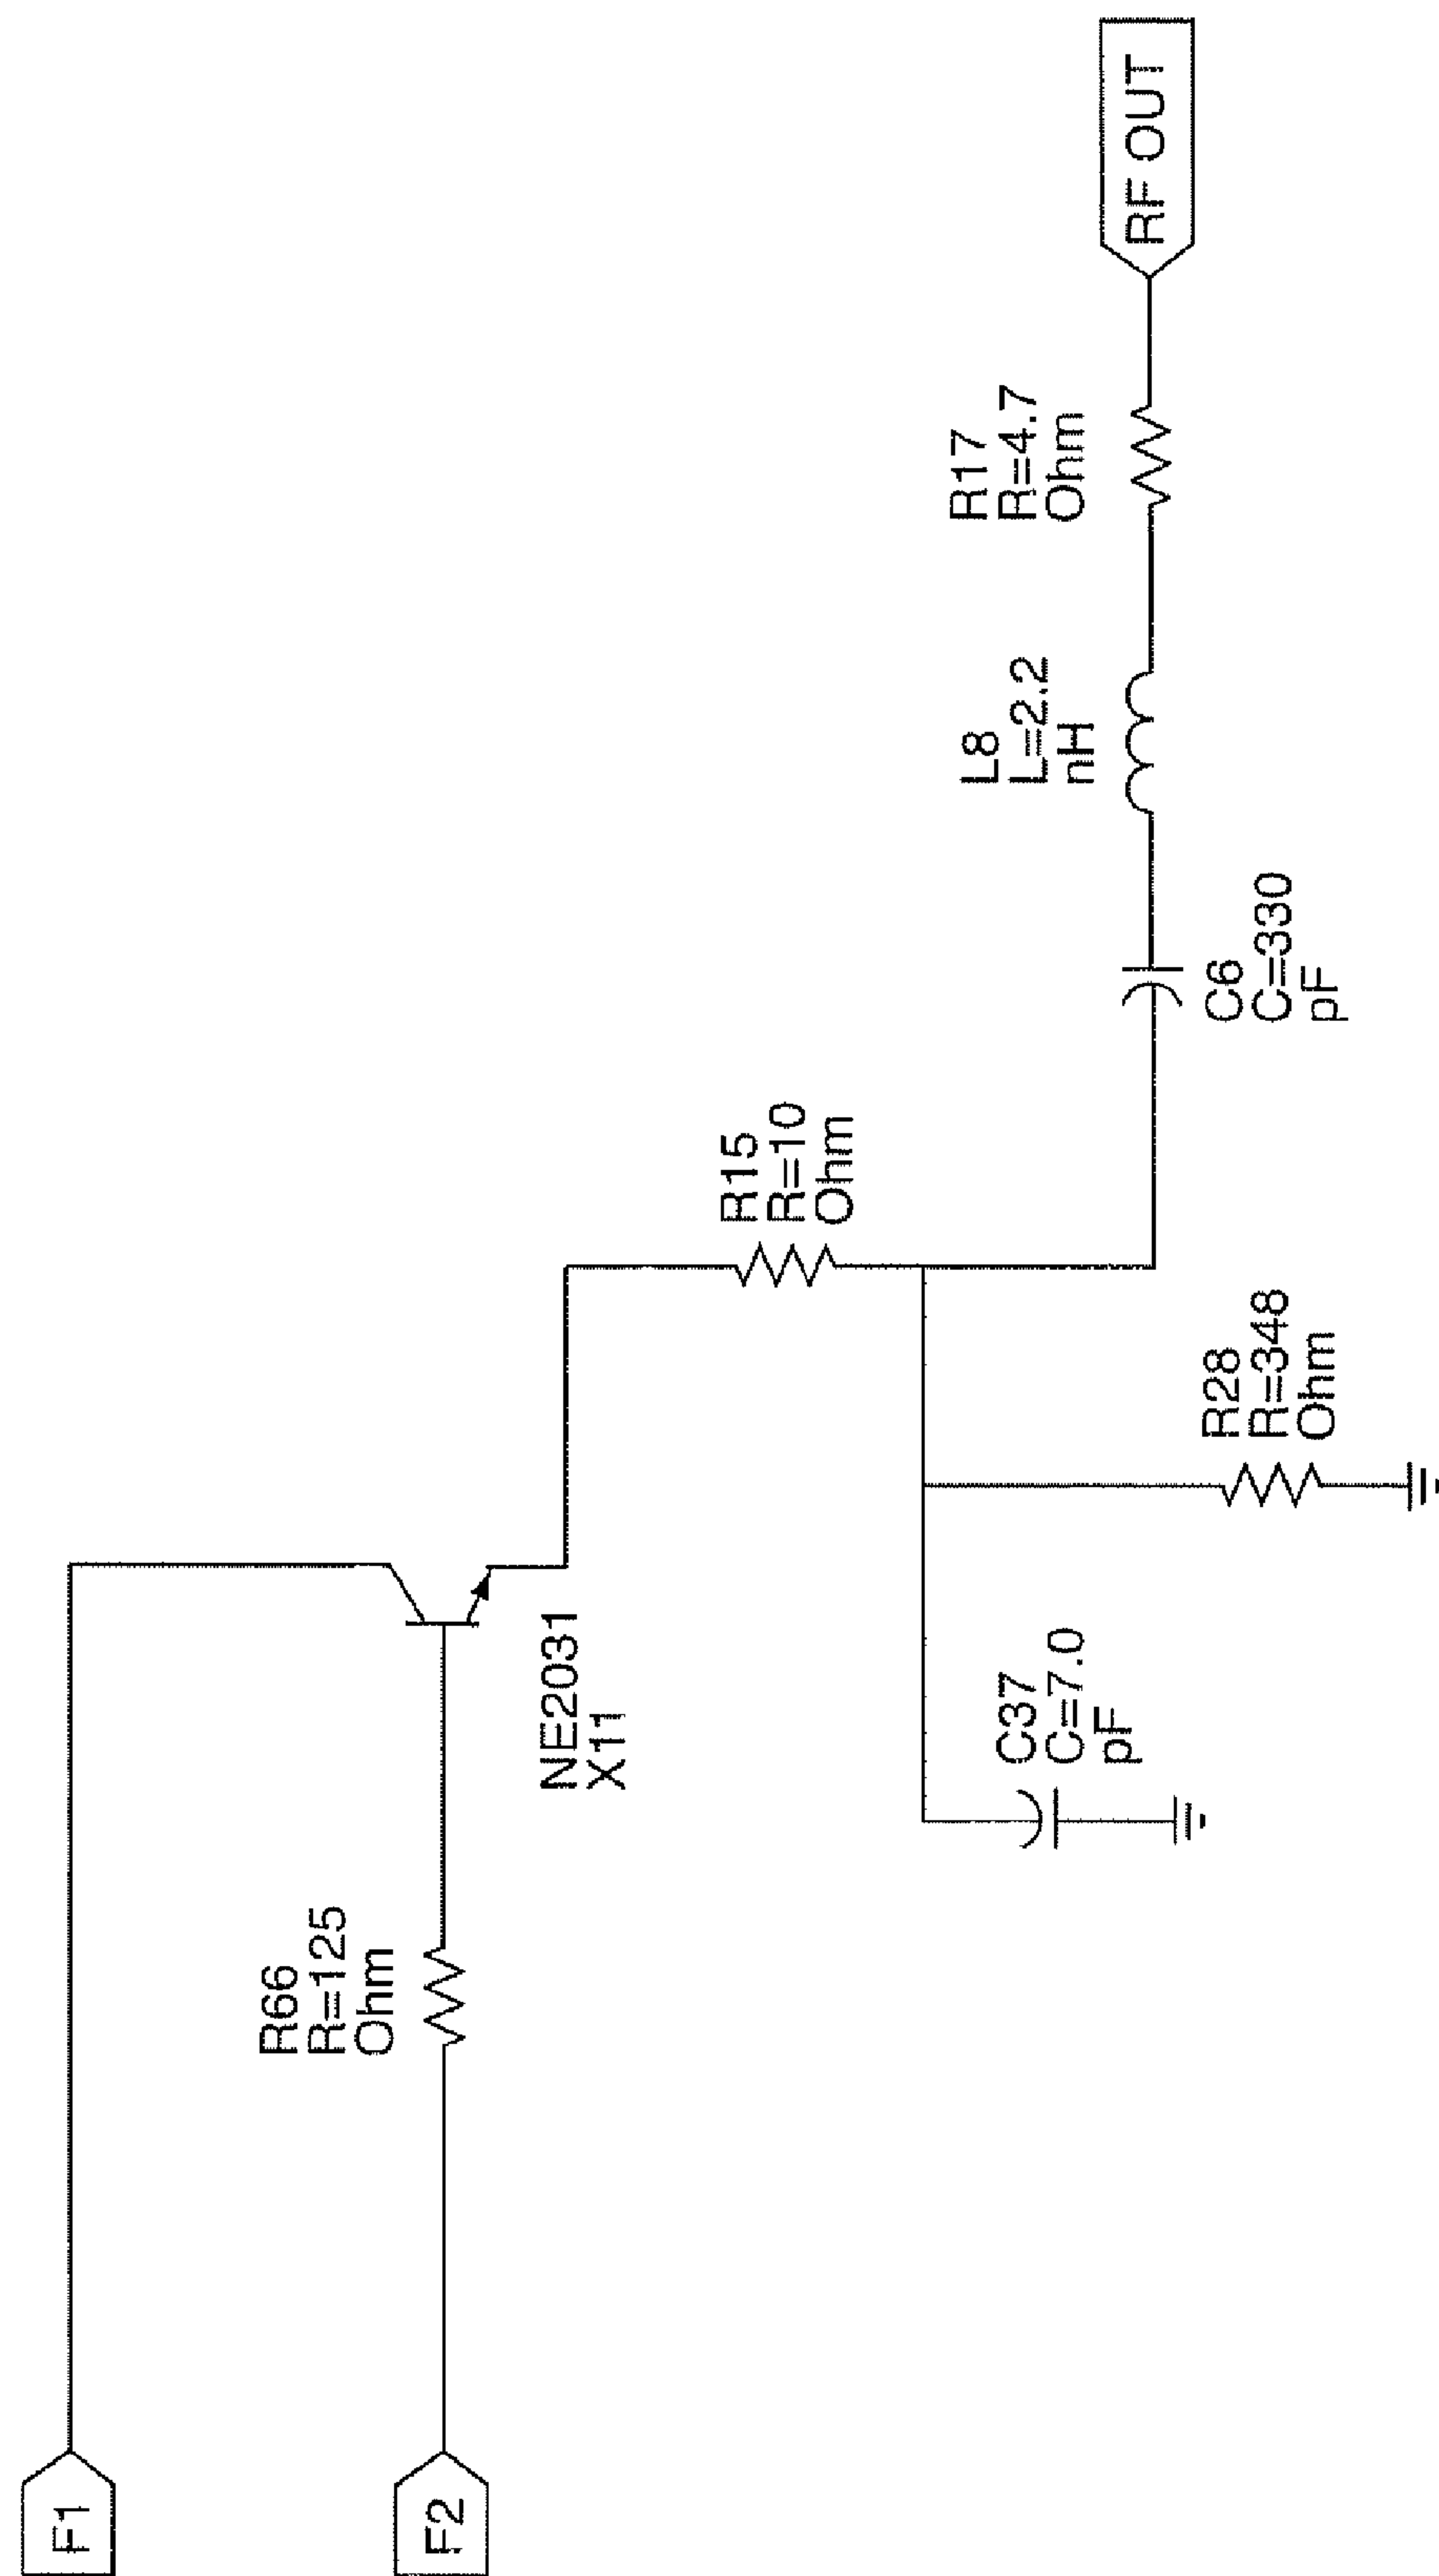 F1
R66
R=125
Ohm
F2
NE2031
X11
R15
R=10
Ohm
C37
C=7.0
pF
R28
R=348
Ohm
C6
C=330
pF
L8
L=2.2
nH
R17
R=4.7
Ohm
RF OUT